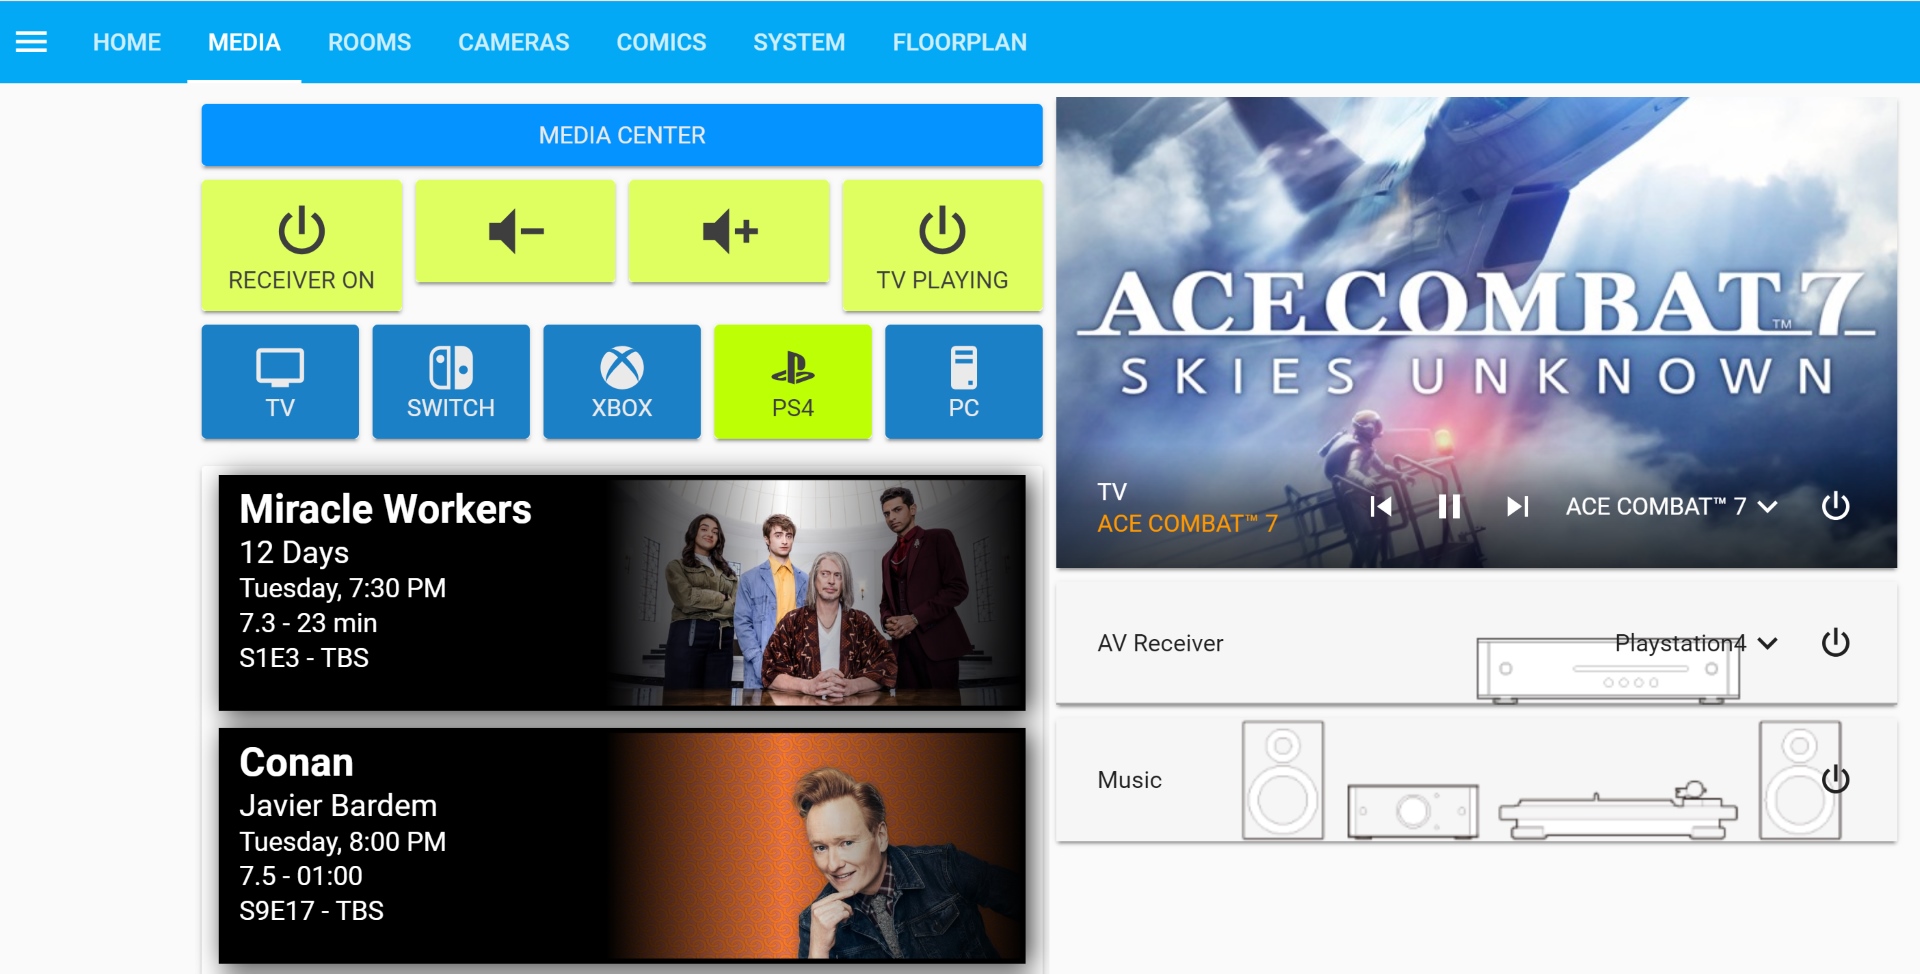 HOME MEDIA ROOMS CAMERAS COMICS SYSTEM FLOORPLAN
MEDIA CENTER
RECEIVER ON
TV PLAYING
TV
SWITCH
XBOX
PS4
PC
Miracle Workers
12 Days
Tuesday, 7:30 PM
7.3 - 23 min
S1E3 - TBS
Conan
Javier Bardem
Tuesday, 8:00 PM
7.5 - 01:00
S9E17 - TBS
ACE COMBAT™ 7
SKIES UNKNOWN
TV
ACE COMBAT™ 7
ACE COMBAT™ 7
AV Receiver
Playstation4
Music